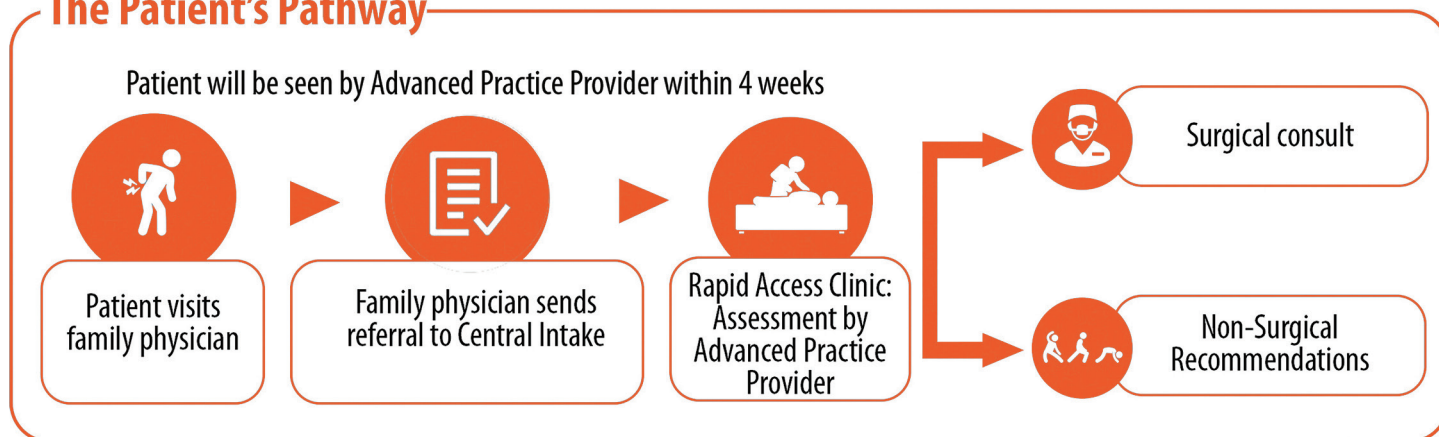 The Patient's Pathway
Patient will be seen by Advanced Practice Provider within 4 weeks
Patient visits
family physician
Family physician sends
referral to Central Intake
Rapid Access Clinic:
Assessment by
Advanced Practice
Provider
Surgical consult
Non-Surgical
Recommendations